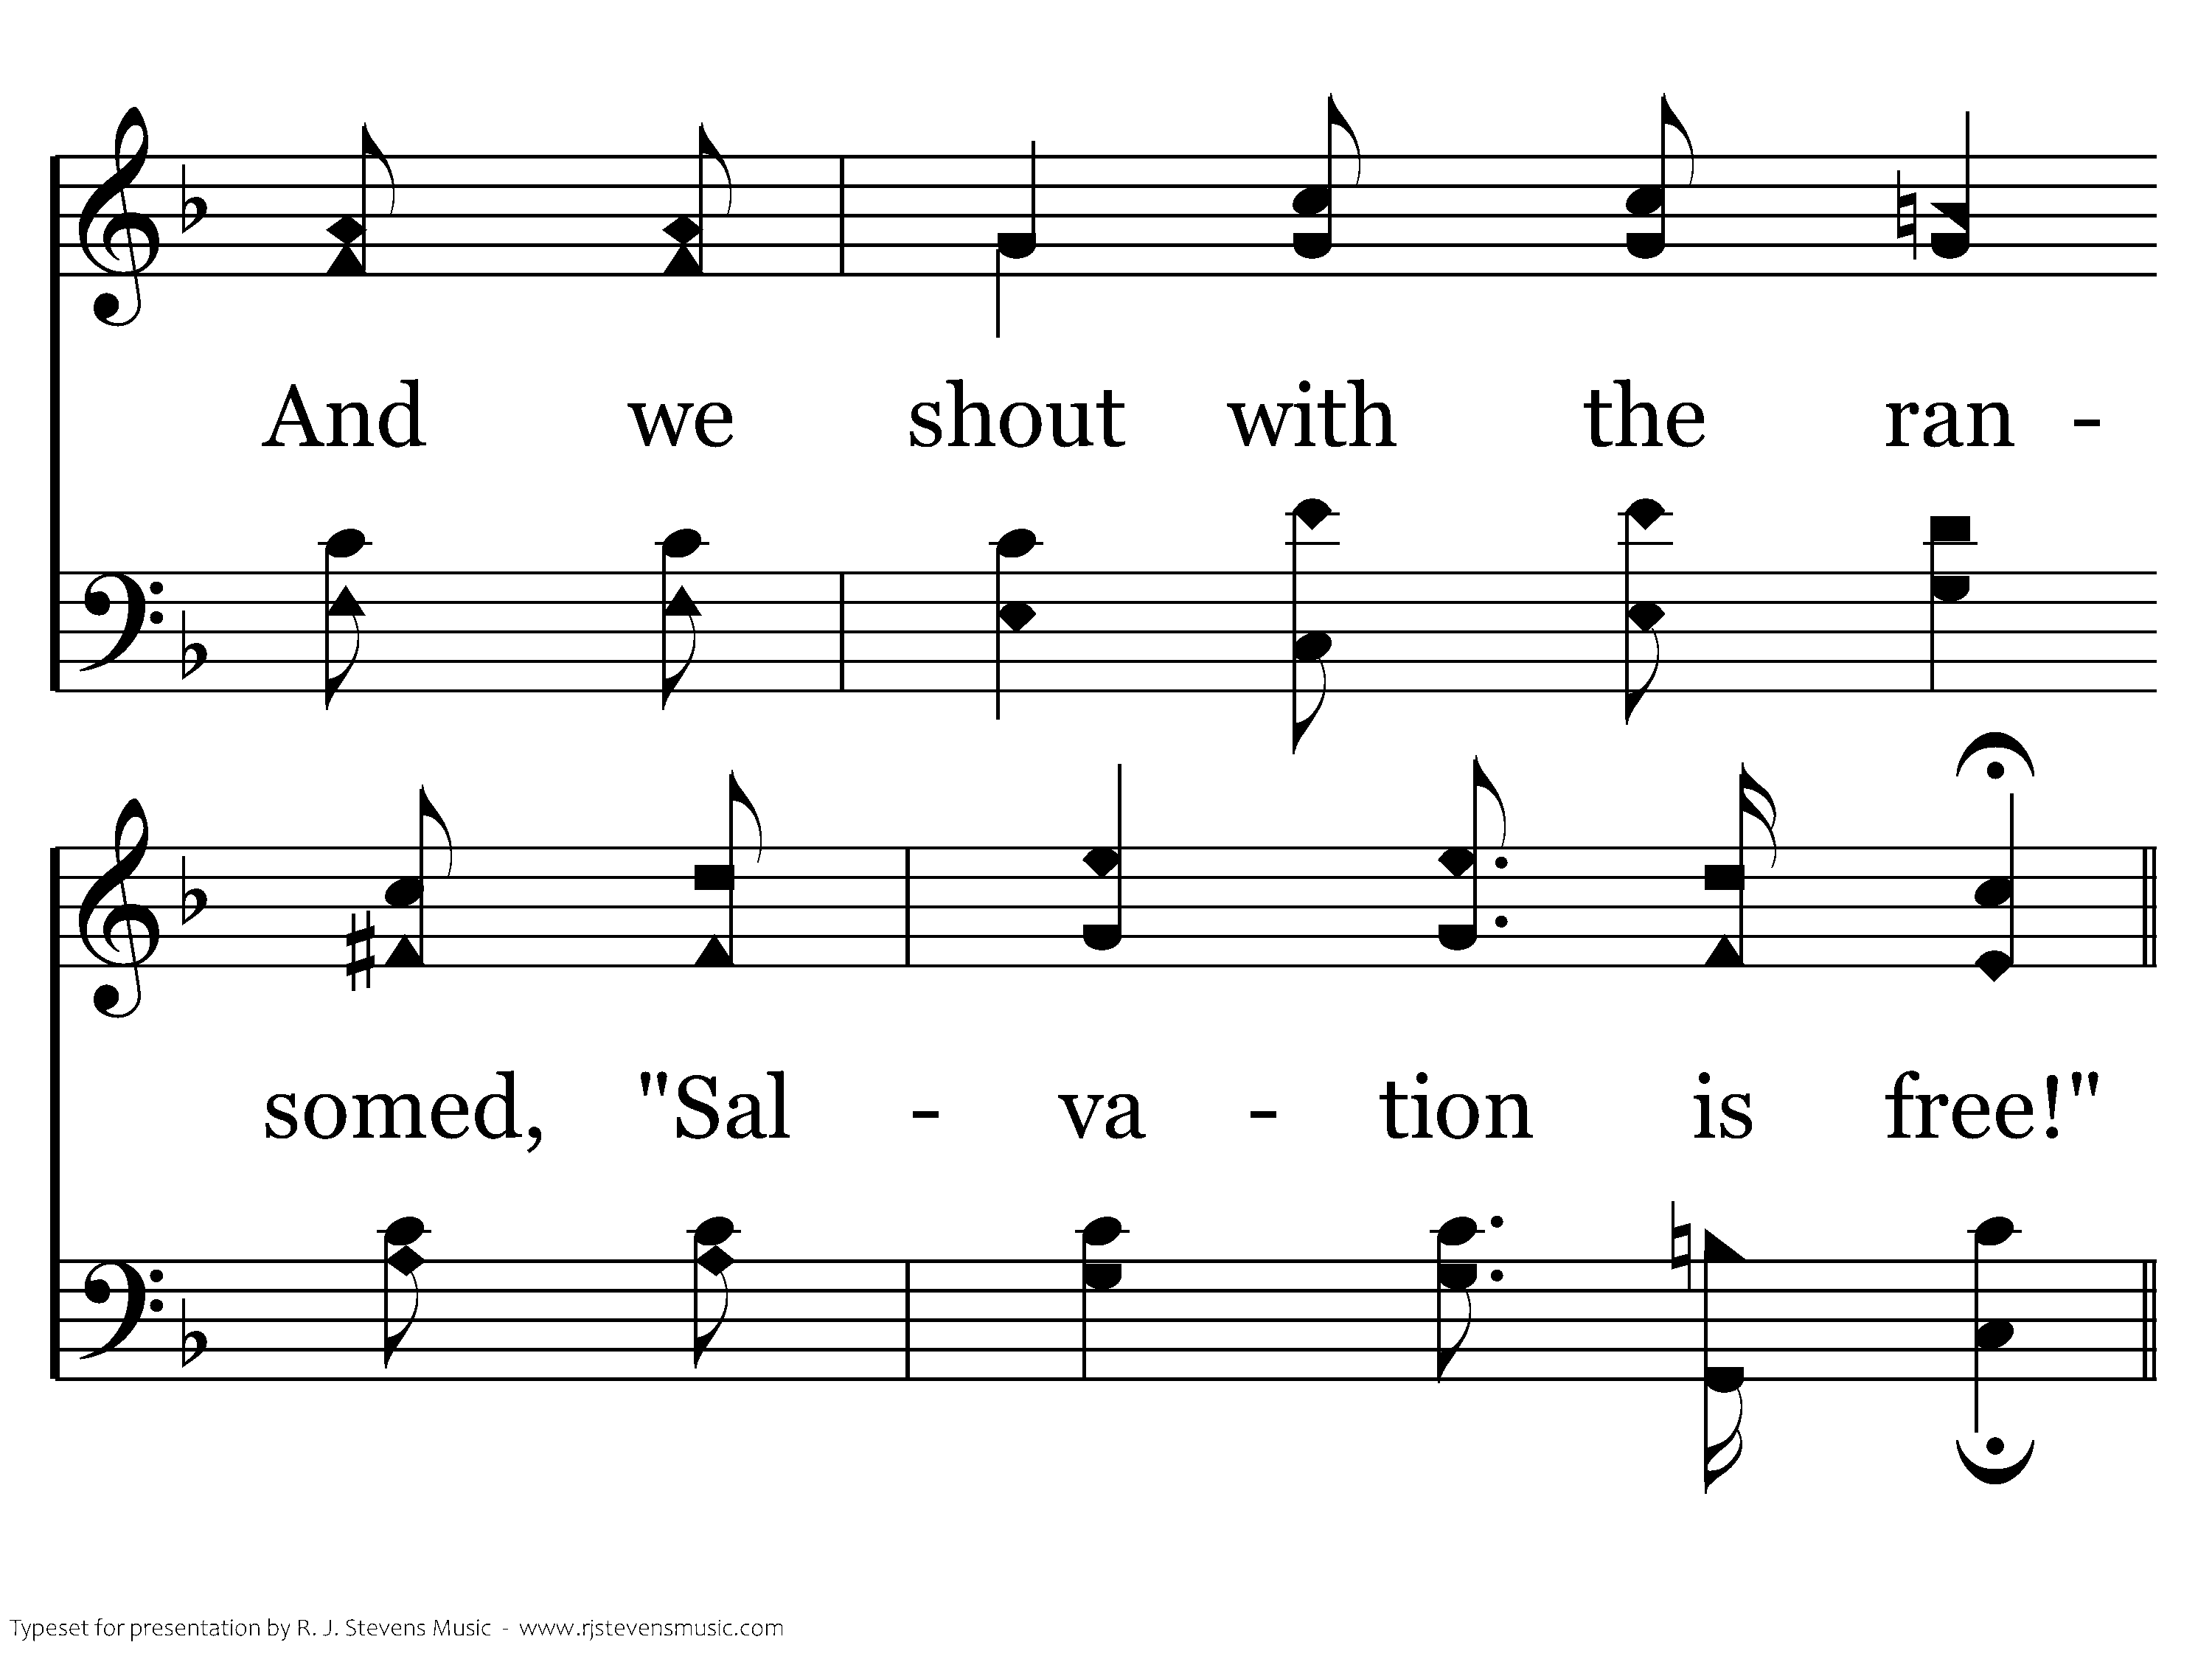 And we shout with the ran -
somed, "Sal - va - tion is free!"
Typeset for presentation by R. J. Stevens Music - www.rjstevensmusic.com